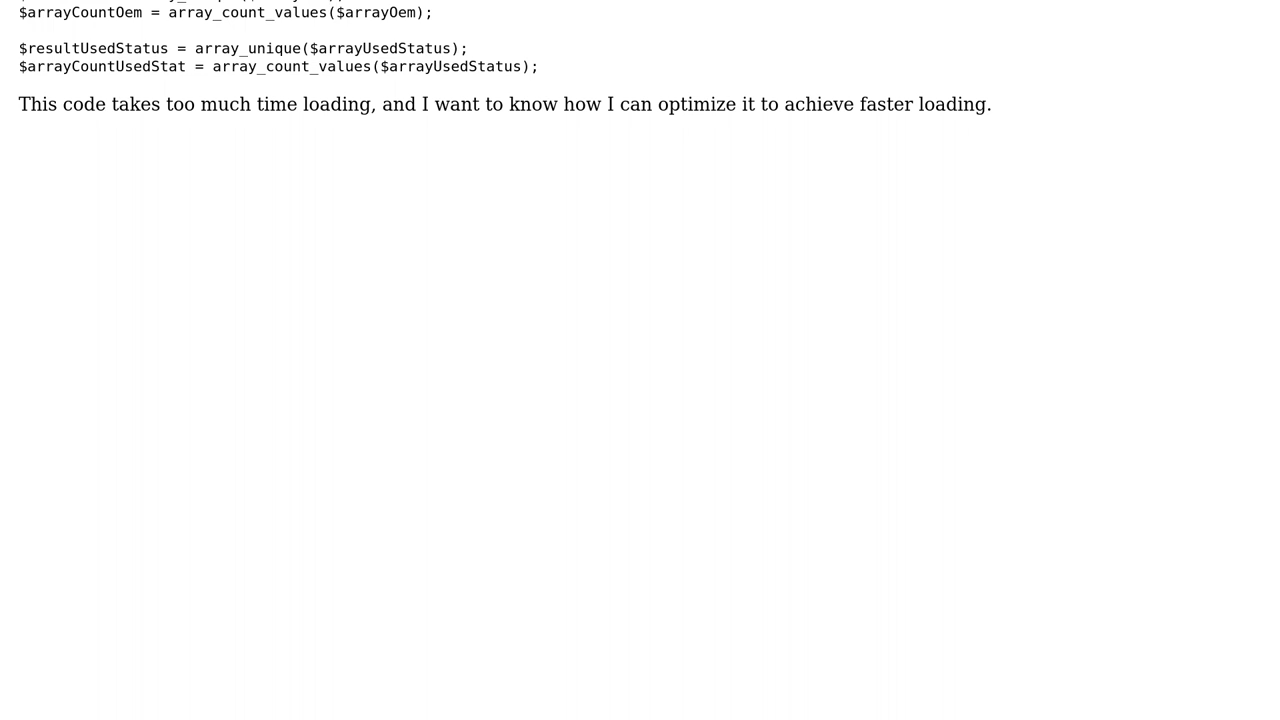 $arrayCountOem = array_count_values($arrayOem);
$resultUsedStatus = array_unique($arrayUsedStatus);
$arrayCountUsedStat = array_count_values($arrayUsedStatus);
This code takes too much time loading, and I want to know how I can optimize it to achieve faster loading.